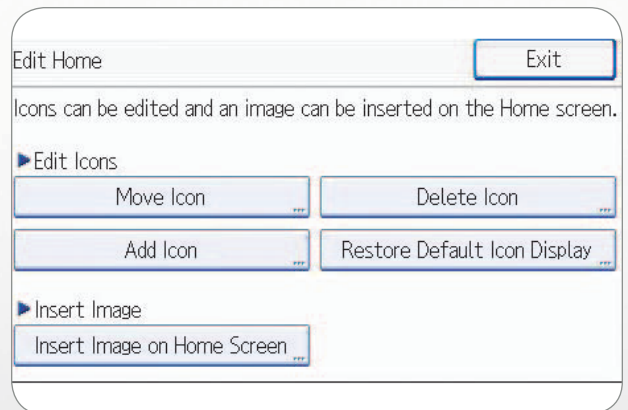 Edit Home
Exit
Icons can be edited and an image can be inserted on the Home screen.
Edit Icons
Move Icon
Delete Icon
Add Icon
Restore Default Icon Display
Insert Image
Insert Image on Home Screen